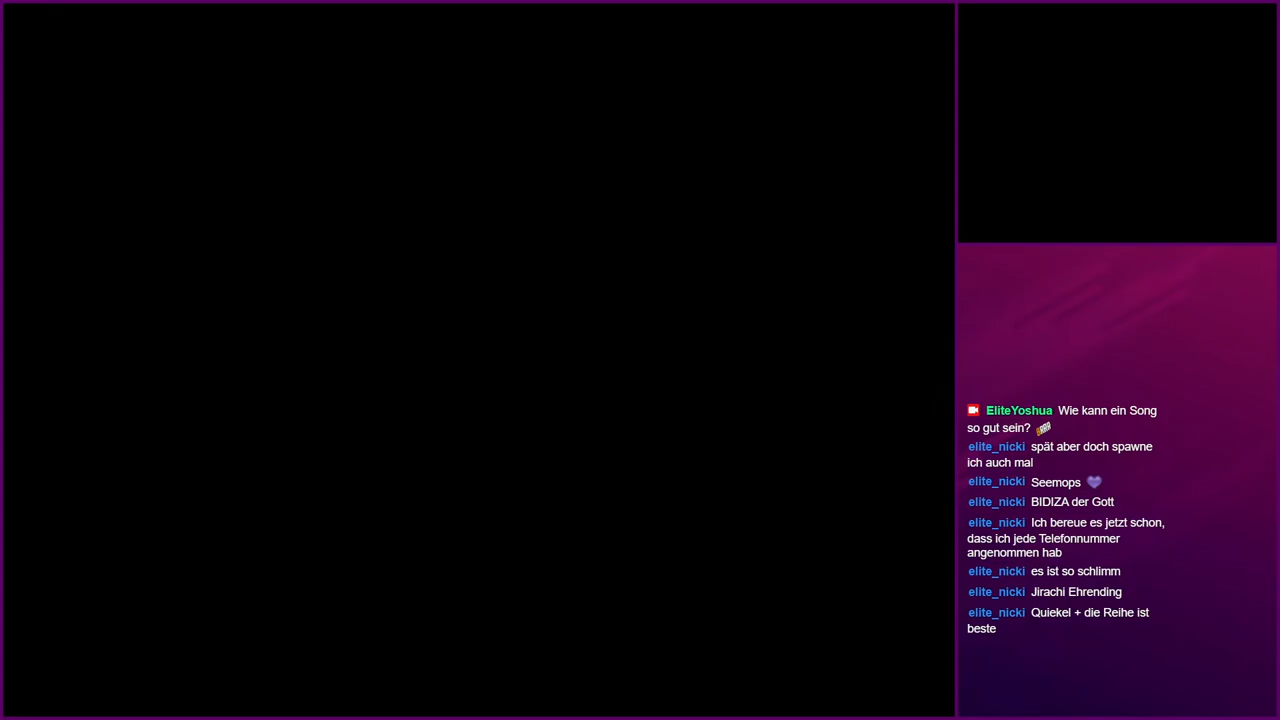 EliteYoshua Wie kann ein Song
so gut sein?
elite_nicki spät aber doch spawne
ich auch mal
elite_nicki Seemops
elite_nicki BIDIZA der Gott
elite_nicki Ich bereue es jetzt schon,
dass ich jede Telefonnummer
angenommen hab
elite_nicki es ist so schlimm
elite_nicki Jirachi Ehrending
elite_nicki Quiekel + die Reihe ist
beste